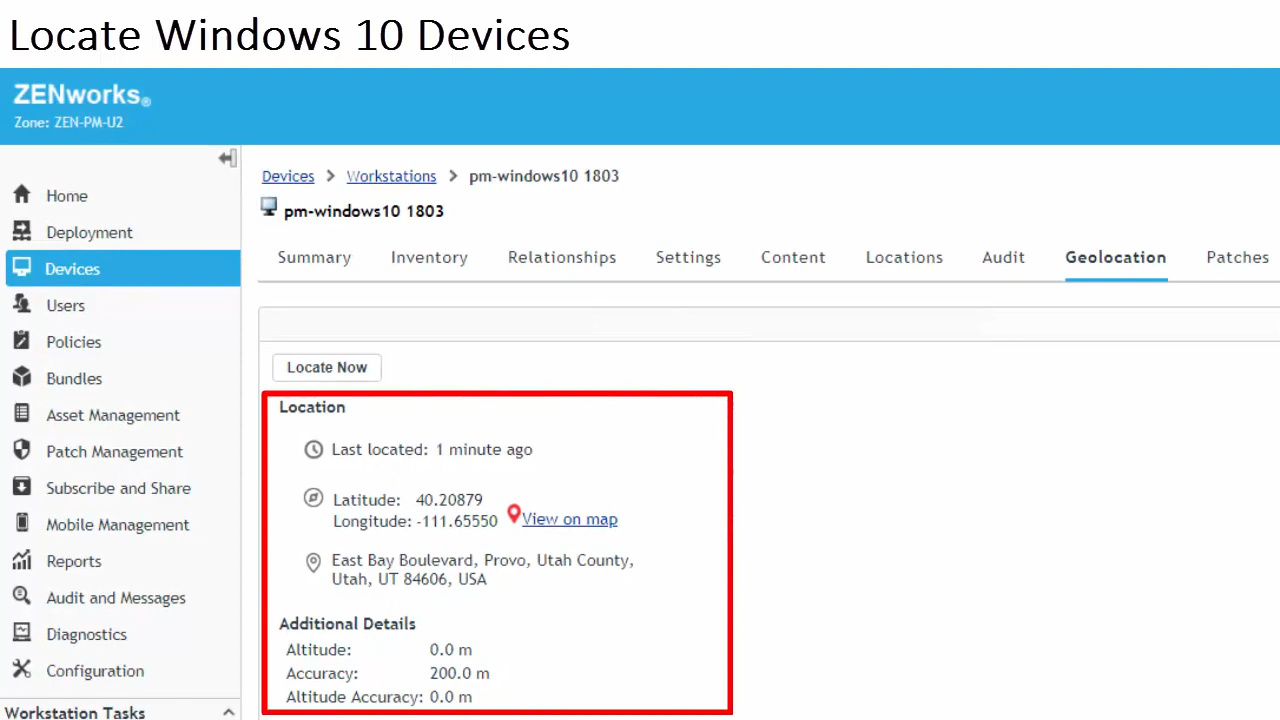 Locate Windows 10 Devices
ZENworks®
Zone: ZEN-PM-U2
Home
Deployment
Devices
Users
Policies
Bundles
Asset Management
Patch Management
Subscribe and Share
Mobile Management
Reports
Audit and Messages
Diagnostics
Configuration
Workstation Tasks
Devices > Workstations > pm-windows10 1803
pm-windows10 1803
Summary Inventory Relationships Settings Content Locations Audit Geolocation Patches
Locate Now
Location
Last located: 1 minute ago
Latitude: 40.20879
Longitude: -111.65550 View on map
East Bay Boulevard, Provo, Utah County,
Utah, UT 84606, USA
Additional Details
Altitude: 0.0 m
Accuracy: 200.0 m
Altitude Accuracy: 0.0 m